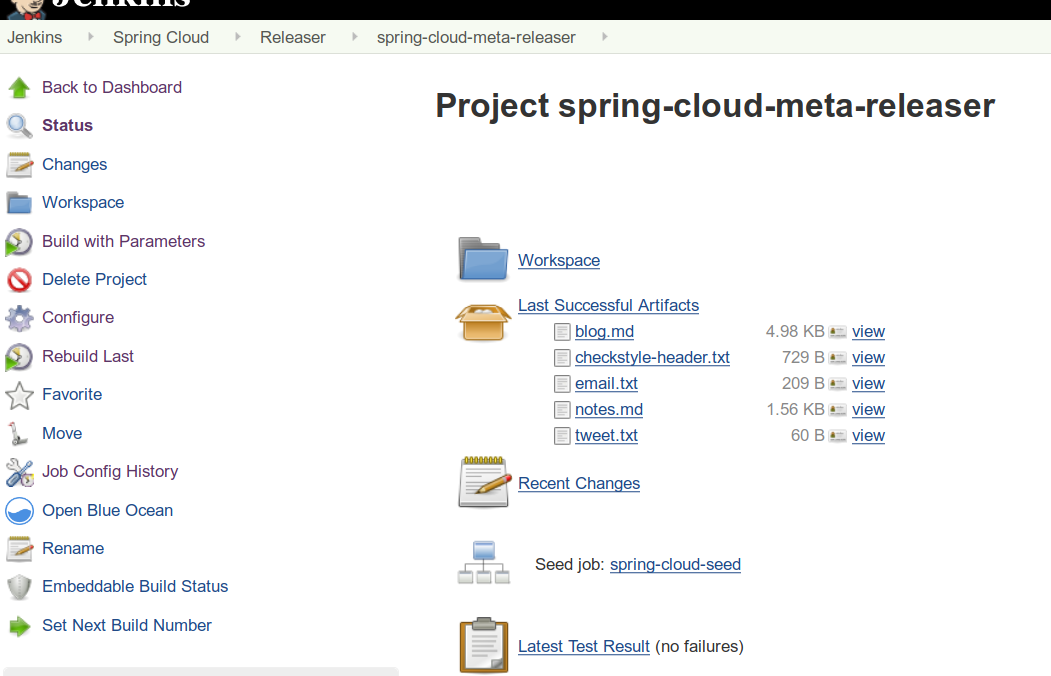 Jenkins
Jenkins Spring Cloud Releaser spring-cloud-meta-releaser
Back to Dashboard
Status
Changes
Workspace
Build with Parameters
Delete Project
Configure
Rebuild Last
Favorite
Move
Job Config History
Open Blue Ocean
Rename
Embeddable Build Status
Set Next Build Number
Project spring-cloud-meta-releaser
Workspace
Last Successful Artifacts
blog.md 4.98 KB view
checkstyle-header.txt 729 B view
email.txt 209 B view
notes.md 1.56 KB view
tweet.txt 60 B view
Recent Changes
Seed job: spring-cloud-seed
Latest Test Result (no failures)